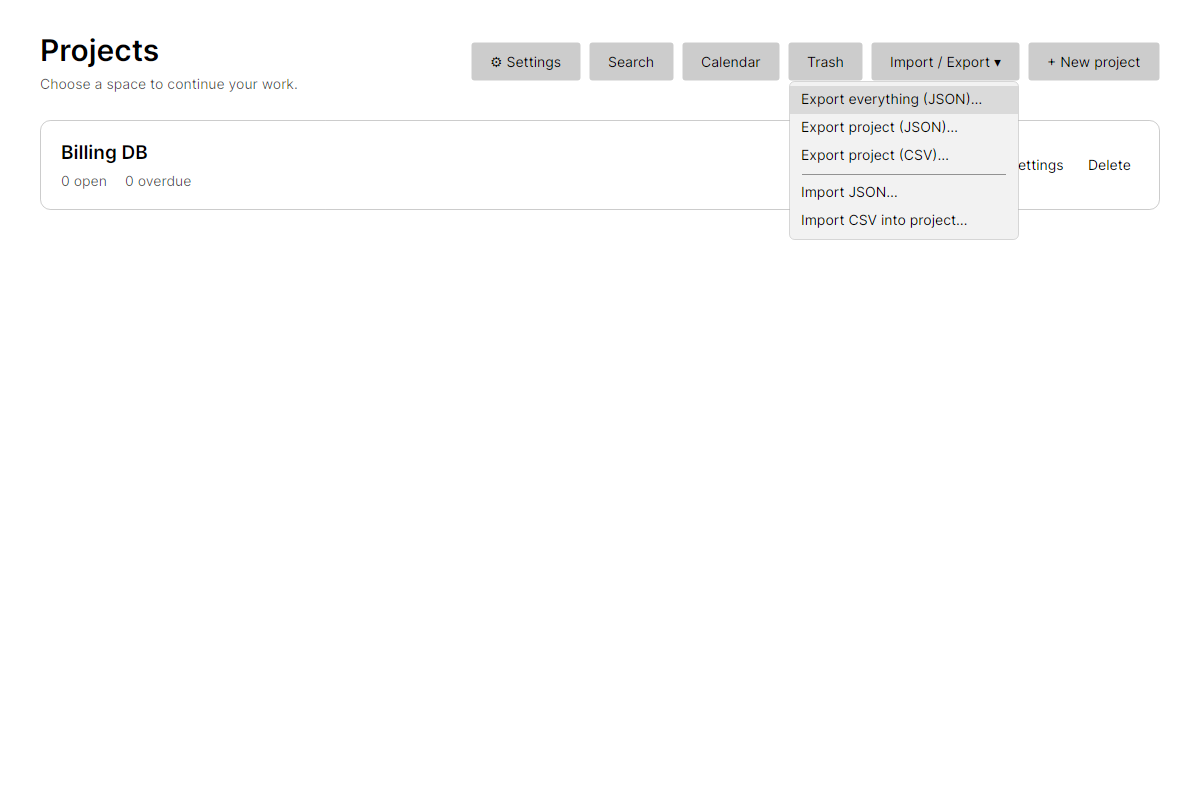 Projects
Choose a space to continue your work.
⚙ Settings
Search
Calendar
Trash
Import / Export ▾
+ New project
Export everything (JSON)...
Export project (JSON)...
Export project (CSV)...
Import JSON...
Import CSV into project...
Billing DB
0 open 0 overdue
ettings
Delete